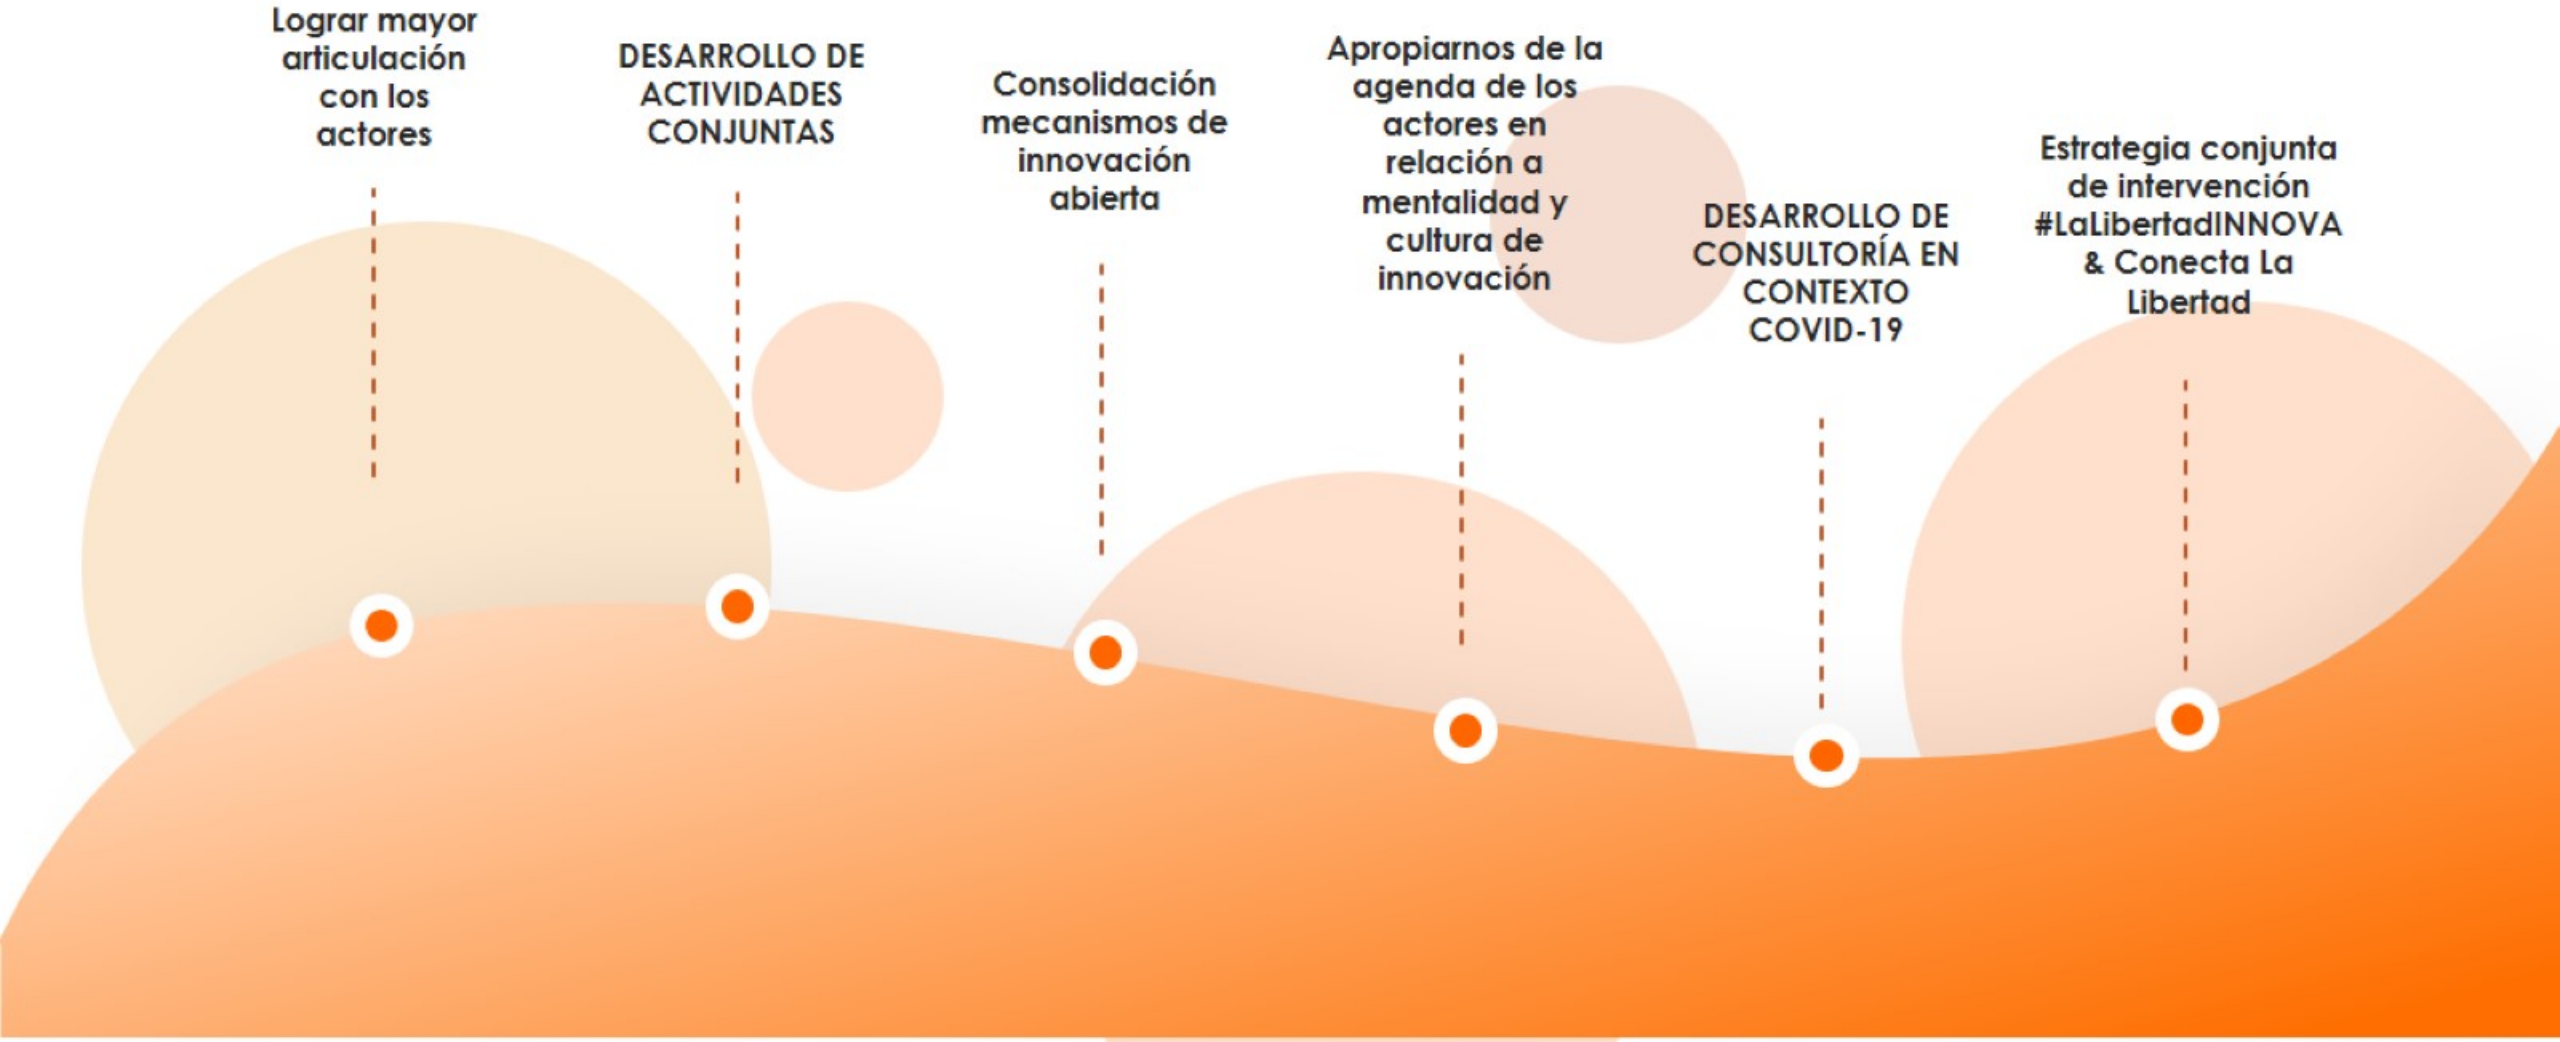 Lograr mayor
articulación
con los
actores
DESARROLLO DE
ACTIVIDADES
CONJUNTAS
Consolidación
mecanismos de
innovación
abierta
Apropiarnos de la
agenda de los
actores en
relación a
mentalidad y
cultura de
innovación
DESARROLLO DE
CONSULTORÍA EN
CONTEXTO
COVID-19
Estrategia conjunta
de intervención
#LaLibertadINNOVA
& Conecta La
Libertad